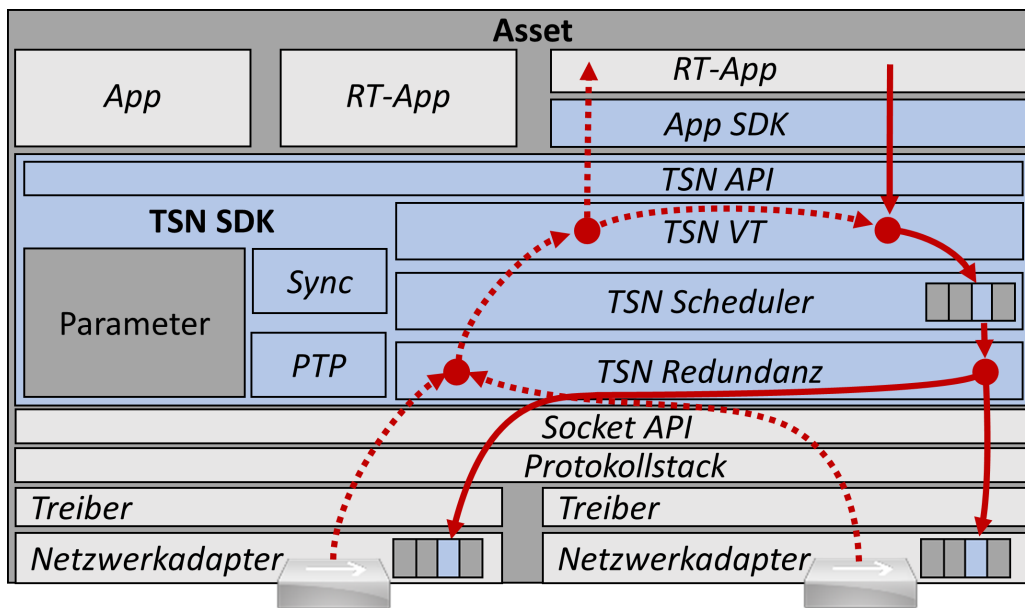 Asset
App
RT-App
RT-App
App SDK
TSN API
TSN SDK
TSN VT
Parameter
Sync
TSN Scheduler
PTP
TSN Redundanz
Socket API
Protokollstack
Treiber
Treiber
Netzwerkadapter
Netzwerkadapter